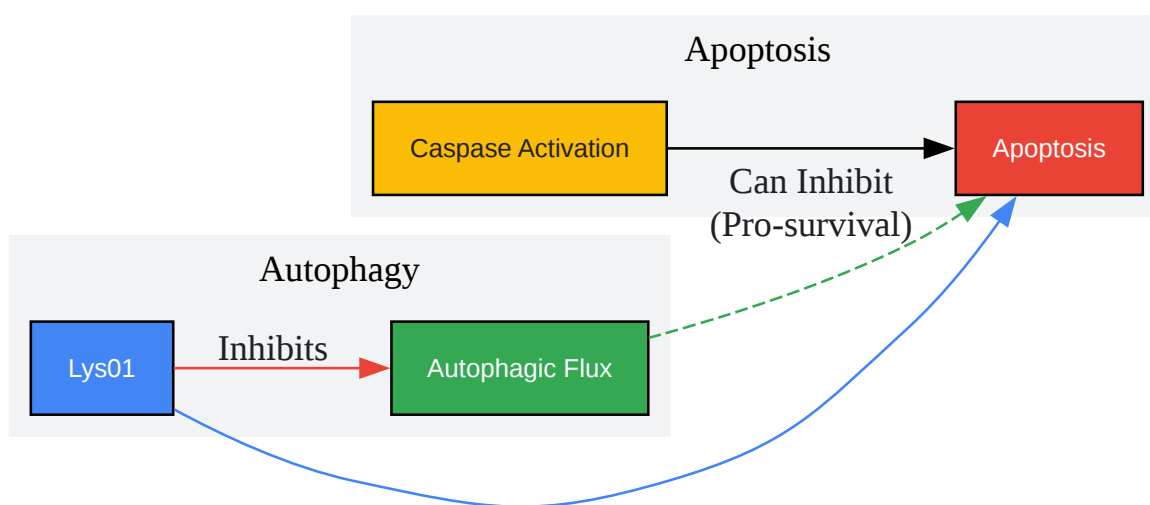 Apoptosis
Caspase Activation
Apoptosis
Can Inhibit
(Pro-survival)
Autophagy
Lys01
Inhibits
Autophagic Flux